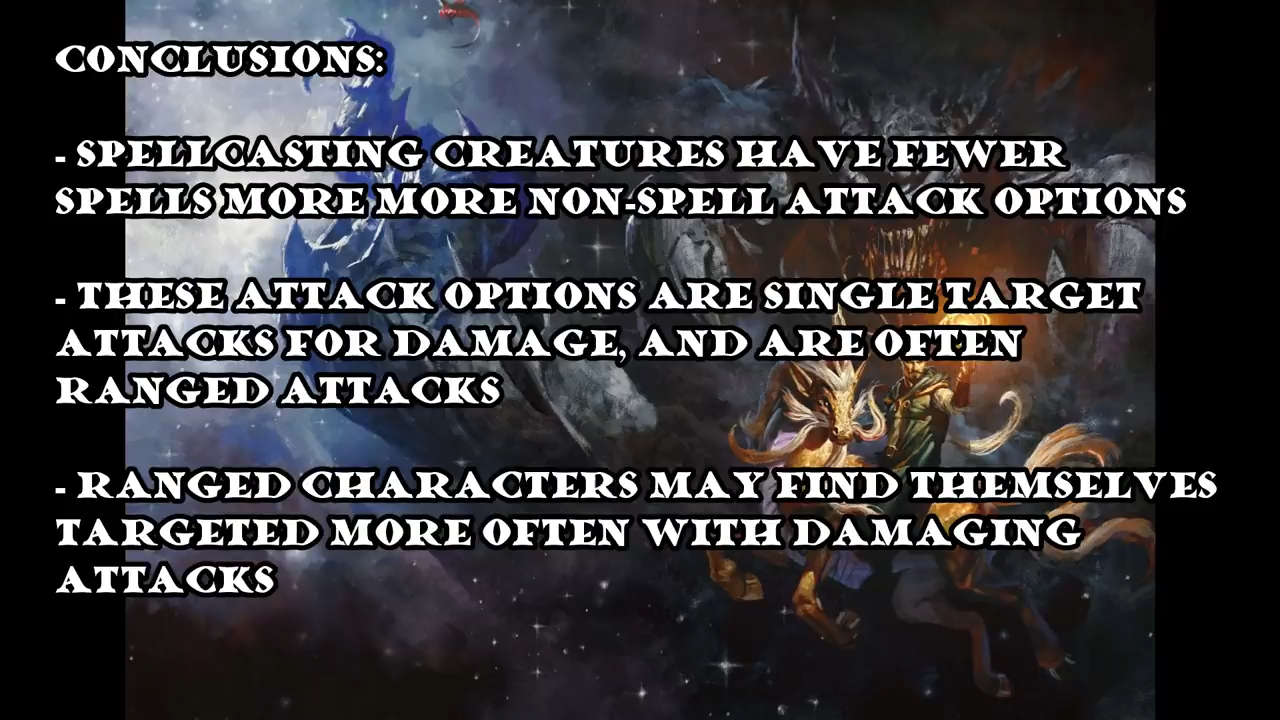 CONCLUSIONS:
- SPELLCASTING CREATURES HAVE FEWER
SPELLS MORE MORE NON-SPELL ATTACK OPTIONS
- THESE ATTACK OPTIONS ARE SINGLE TARGET
ATTACKS FOR DAMAGE, AND ARE OFTEN
RANGED ATTACKS
- RANGED CHARACTERS MAY FIND THEMSELVES
TARGETED MORE OFTEN WITH DAMAGING
ATTACKS